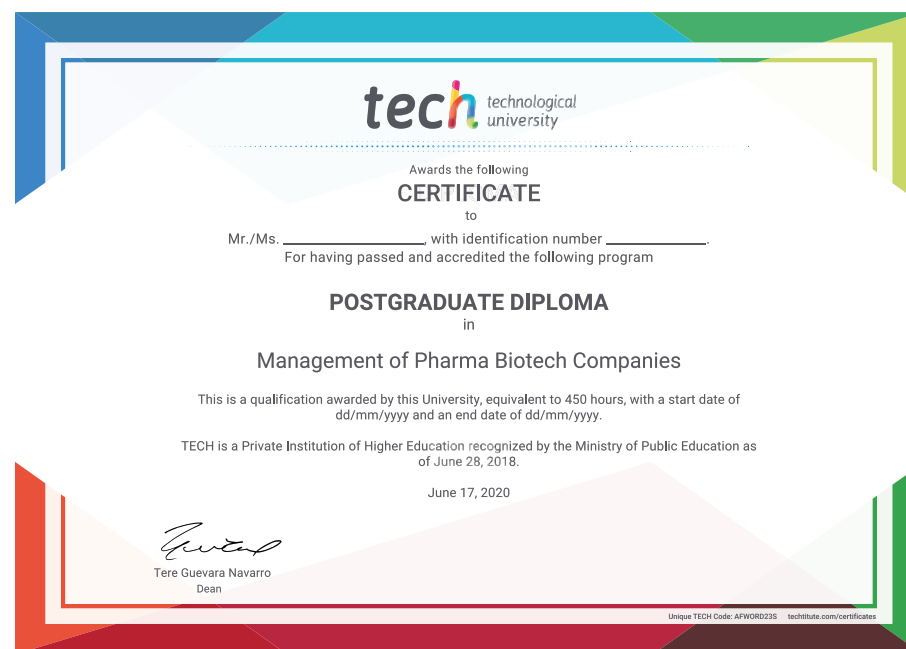 tech technological
university
Awards the following
CERTIFICATE
to
Mr./Ms. ____________________, with identification number ______________.
For having passed and accredited the following program
POSTGRADUATE DIPLOMA
in
Management of Pharma Biotech Companies
This is a qualification awarded by this University, equivalent to 450 hours, with a start date of
dd/mm/yyyy and an end date of dd/mm/yyyy.
TECH is a Private Institution of Higher Education recognized by the Ministry of Public Education as
of June 28, 2018.
June 17, 2020
Tere Guevara Navarro
Dean
Unique TECH Code: AFWORD23S techtitute.com/certificates